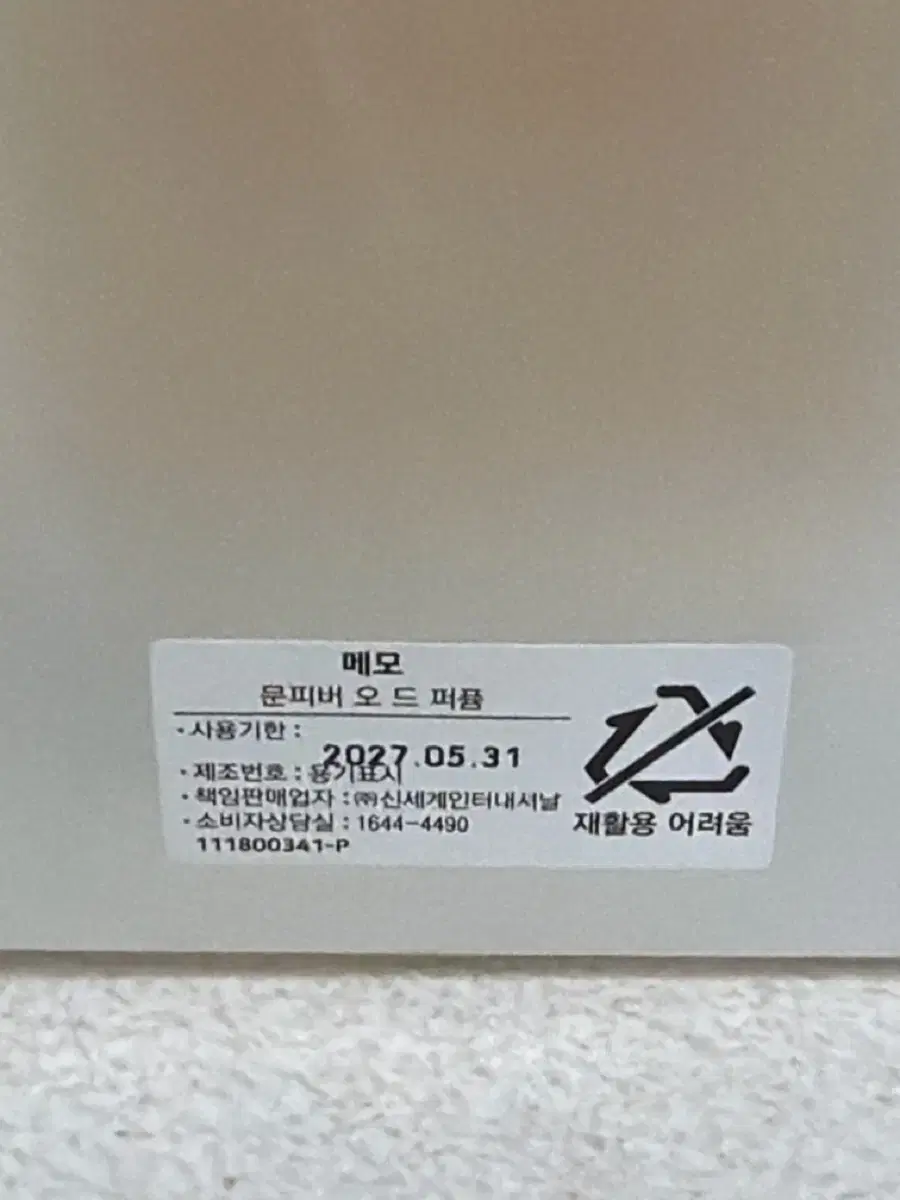 메모
문피버 오 드 퍼퓸
· 사용기한 :
2027.05.31
· 제조번호 : 용기표시
· 책임판매업자 : ㈜신세계인터내셔날
· 소비자상담실 : 1644-4490
111800341-P
재활용 어려움